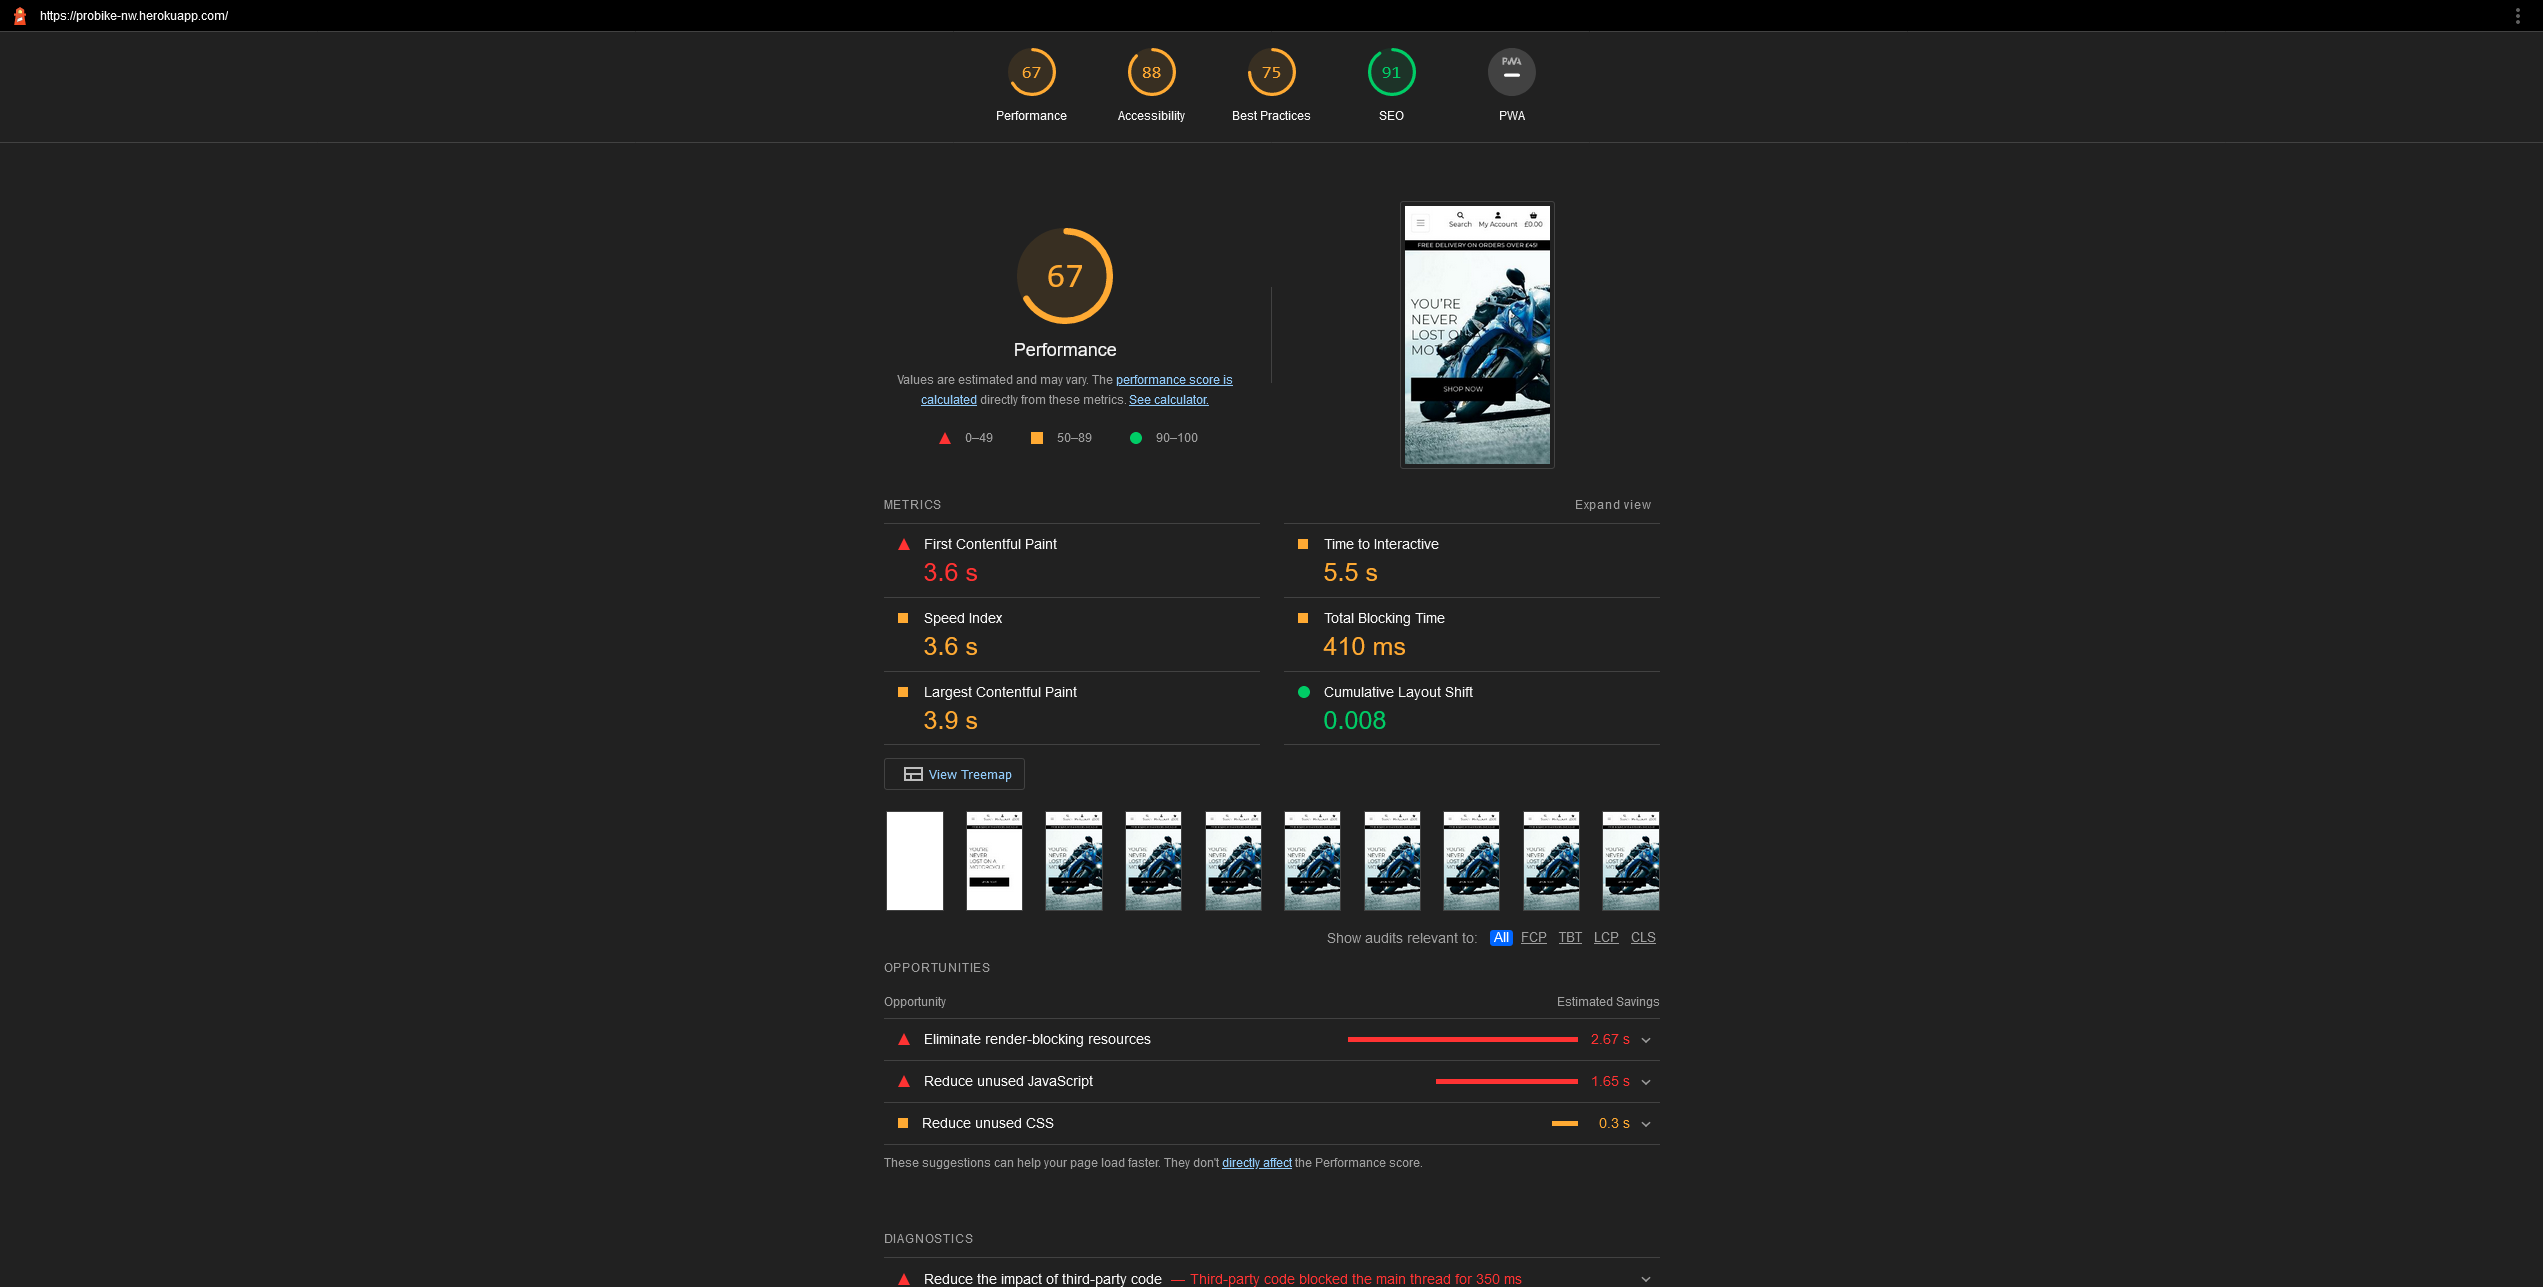 https://probike-nw.herokuapp.com/
67
88
75
91
PWA
Performance
Accessibility
Best Practices
SEO
PWA
67
Performance
Values are estimated and may vary. The performance score is
calculated directly from these metrics. See calculator.
0–49
50–89
90–100
Search
My Account
£0.00
FREE DELIVERY ON ORDERS OVER £45!
YOU'RE
NEVER
LOST ON A
SHOP NOW
METRICS
Expand view
First Contentful Paint
3.6 s
Time to Interactive
5.5 s
Speed Index
3.6 s
Total Blocking Time
410 ms
Largest Contentful Paint
3.9 s
Cumulative Layout Shift
0.008
View Treemap
YOU'RE
NEVER
LOST ON A
MOTORCYCLE
Show audits relevant to: All FCP TBT LCP CLS
OPPORTUNITIES
Opportunity
Estimated Savings
Eliminate render-blocking resources
2.67 s
Reduce unused JavaScript
1.65 s
Reduce unused CSS
0.3 s
These suggestions can help your page load faster. They don't directly affect the Performance score.
DIAGNOSTICS
Reduce the impact of third-party code — Third-party code blocked the main thread for 350 ms